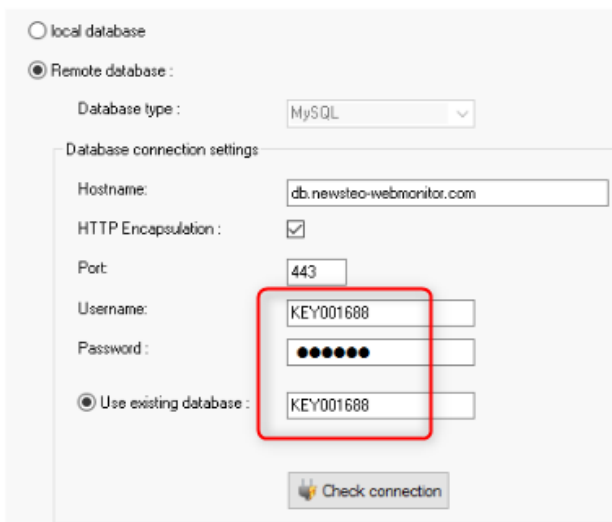 local database
Remote database :
Database type : MySQL
Database connection settings
Hostname: db.newsteo-webmonitor.com
HTTP Encapsulation :
Port: 443
Username: KEY001688
Password : ●●●●●●
Use existing database : KEY001688
Check connection